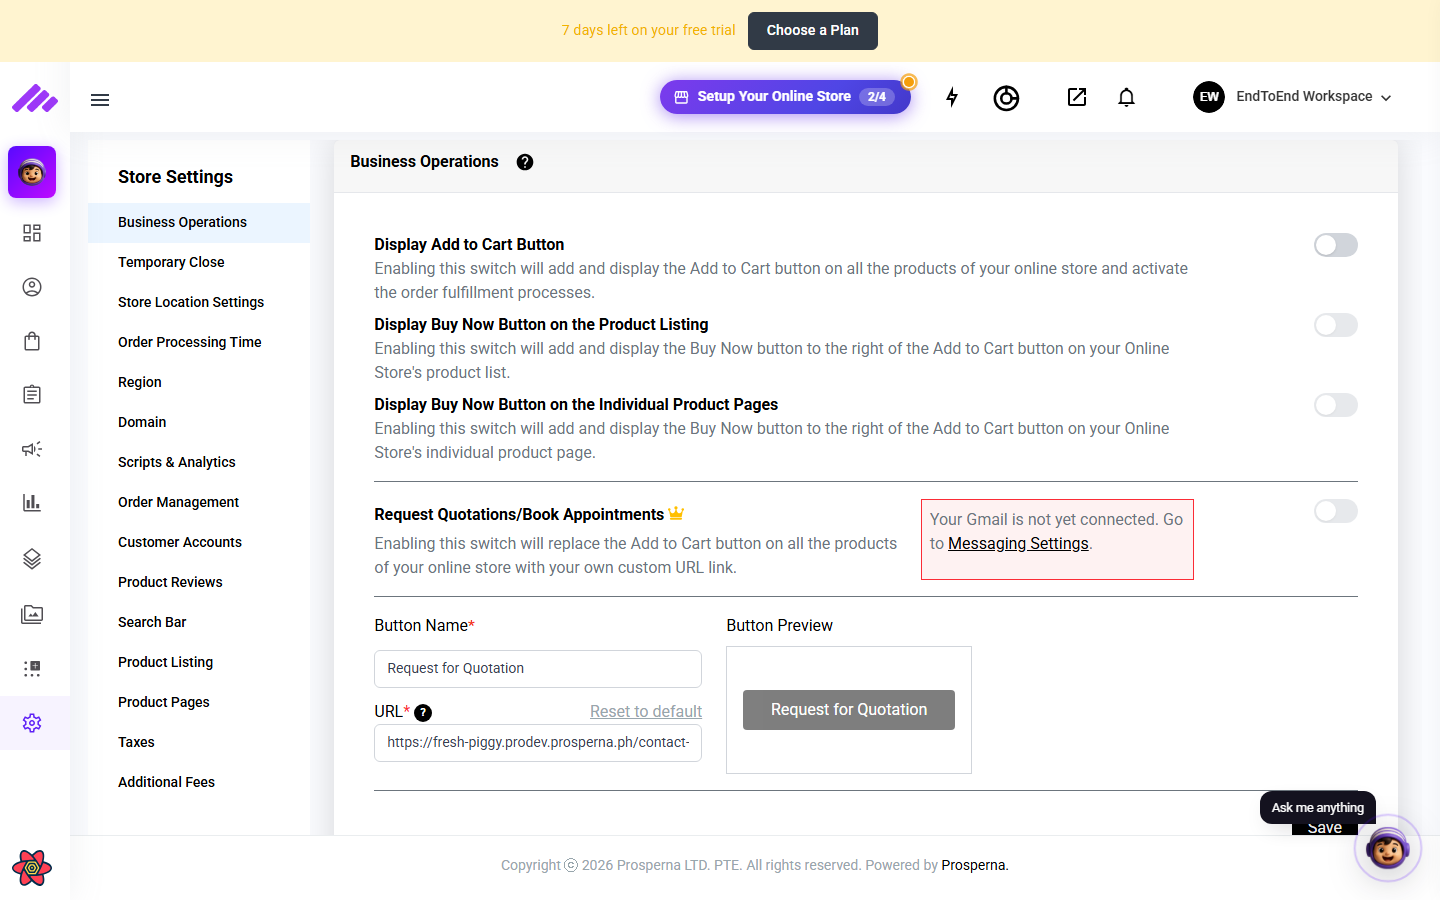 7 days left on your free trial
Choose a Plan
Setup Your Online Store 2/4
EW
EndToEnd Workspace
Store Settings
Business Operations
Temporary Close
Store Location Settings
Order Processing Time
Region
Domain
Scripts & Analytics
Order Management
Customer Accounts
Product Reviews
Search Bar
Product Listing
Product Pages
Taxes
Additional Fees
Business Operations ?
Display Add to Cart Button
Enabling this switch will add and display the Add to Cart button on all the products of your online store and activate
the order fulfillment processes.
Display Buy Now Button on the Product Listing
Enabling this switch will add and display the Buy Now button to the right of the Add to Cart button on your Online
Store's product list.
Display Buy Now Button on the Individual Product Pages
Enabling this switch will add and display the Buy Now button to the right of the Add to Cart button on your Online
Store's individual product page.
Request Quotations/Book Appointments
Enabling this switch will replace the Add to Cart button on all the products
of your online store with your own custom URL link.
Your Gmail is not yet connected. Go
to Messaging Settings.
Button Name*
Request for Quotation
URL* ?
Reset to default
https://fresh-piggy.prodev.prosperna.ph/contact-
Button Preview
Request for Quotation
Ask me anything
Save
Copyright © 2026 Prosperna LTD. PTE. All rights reserved. Powered by Prosperna.